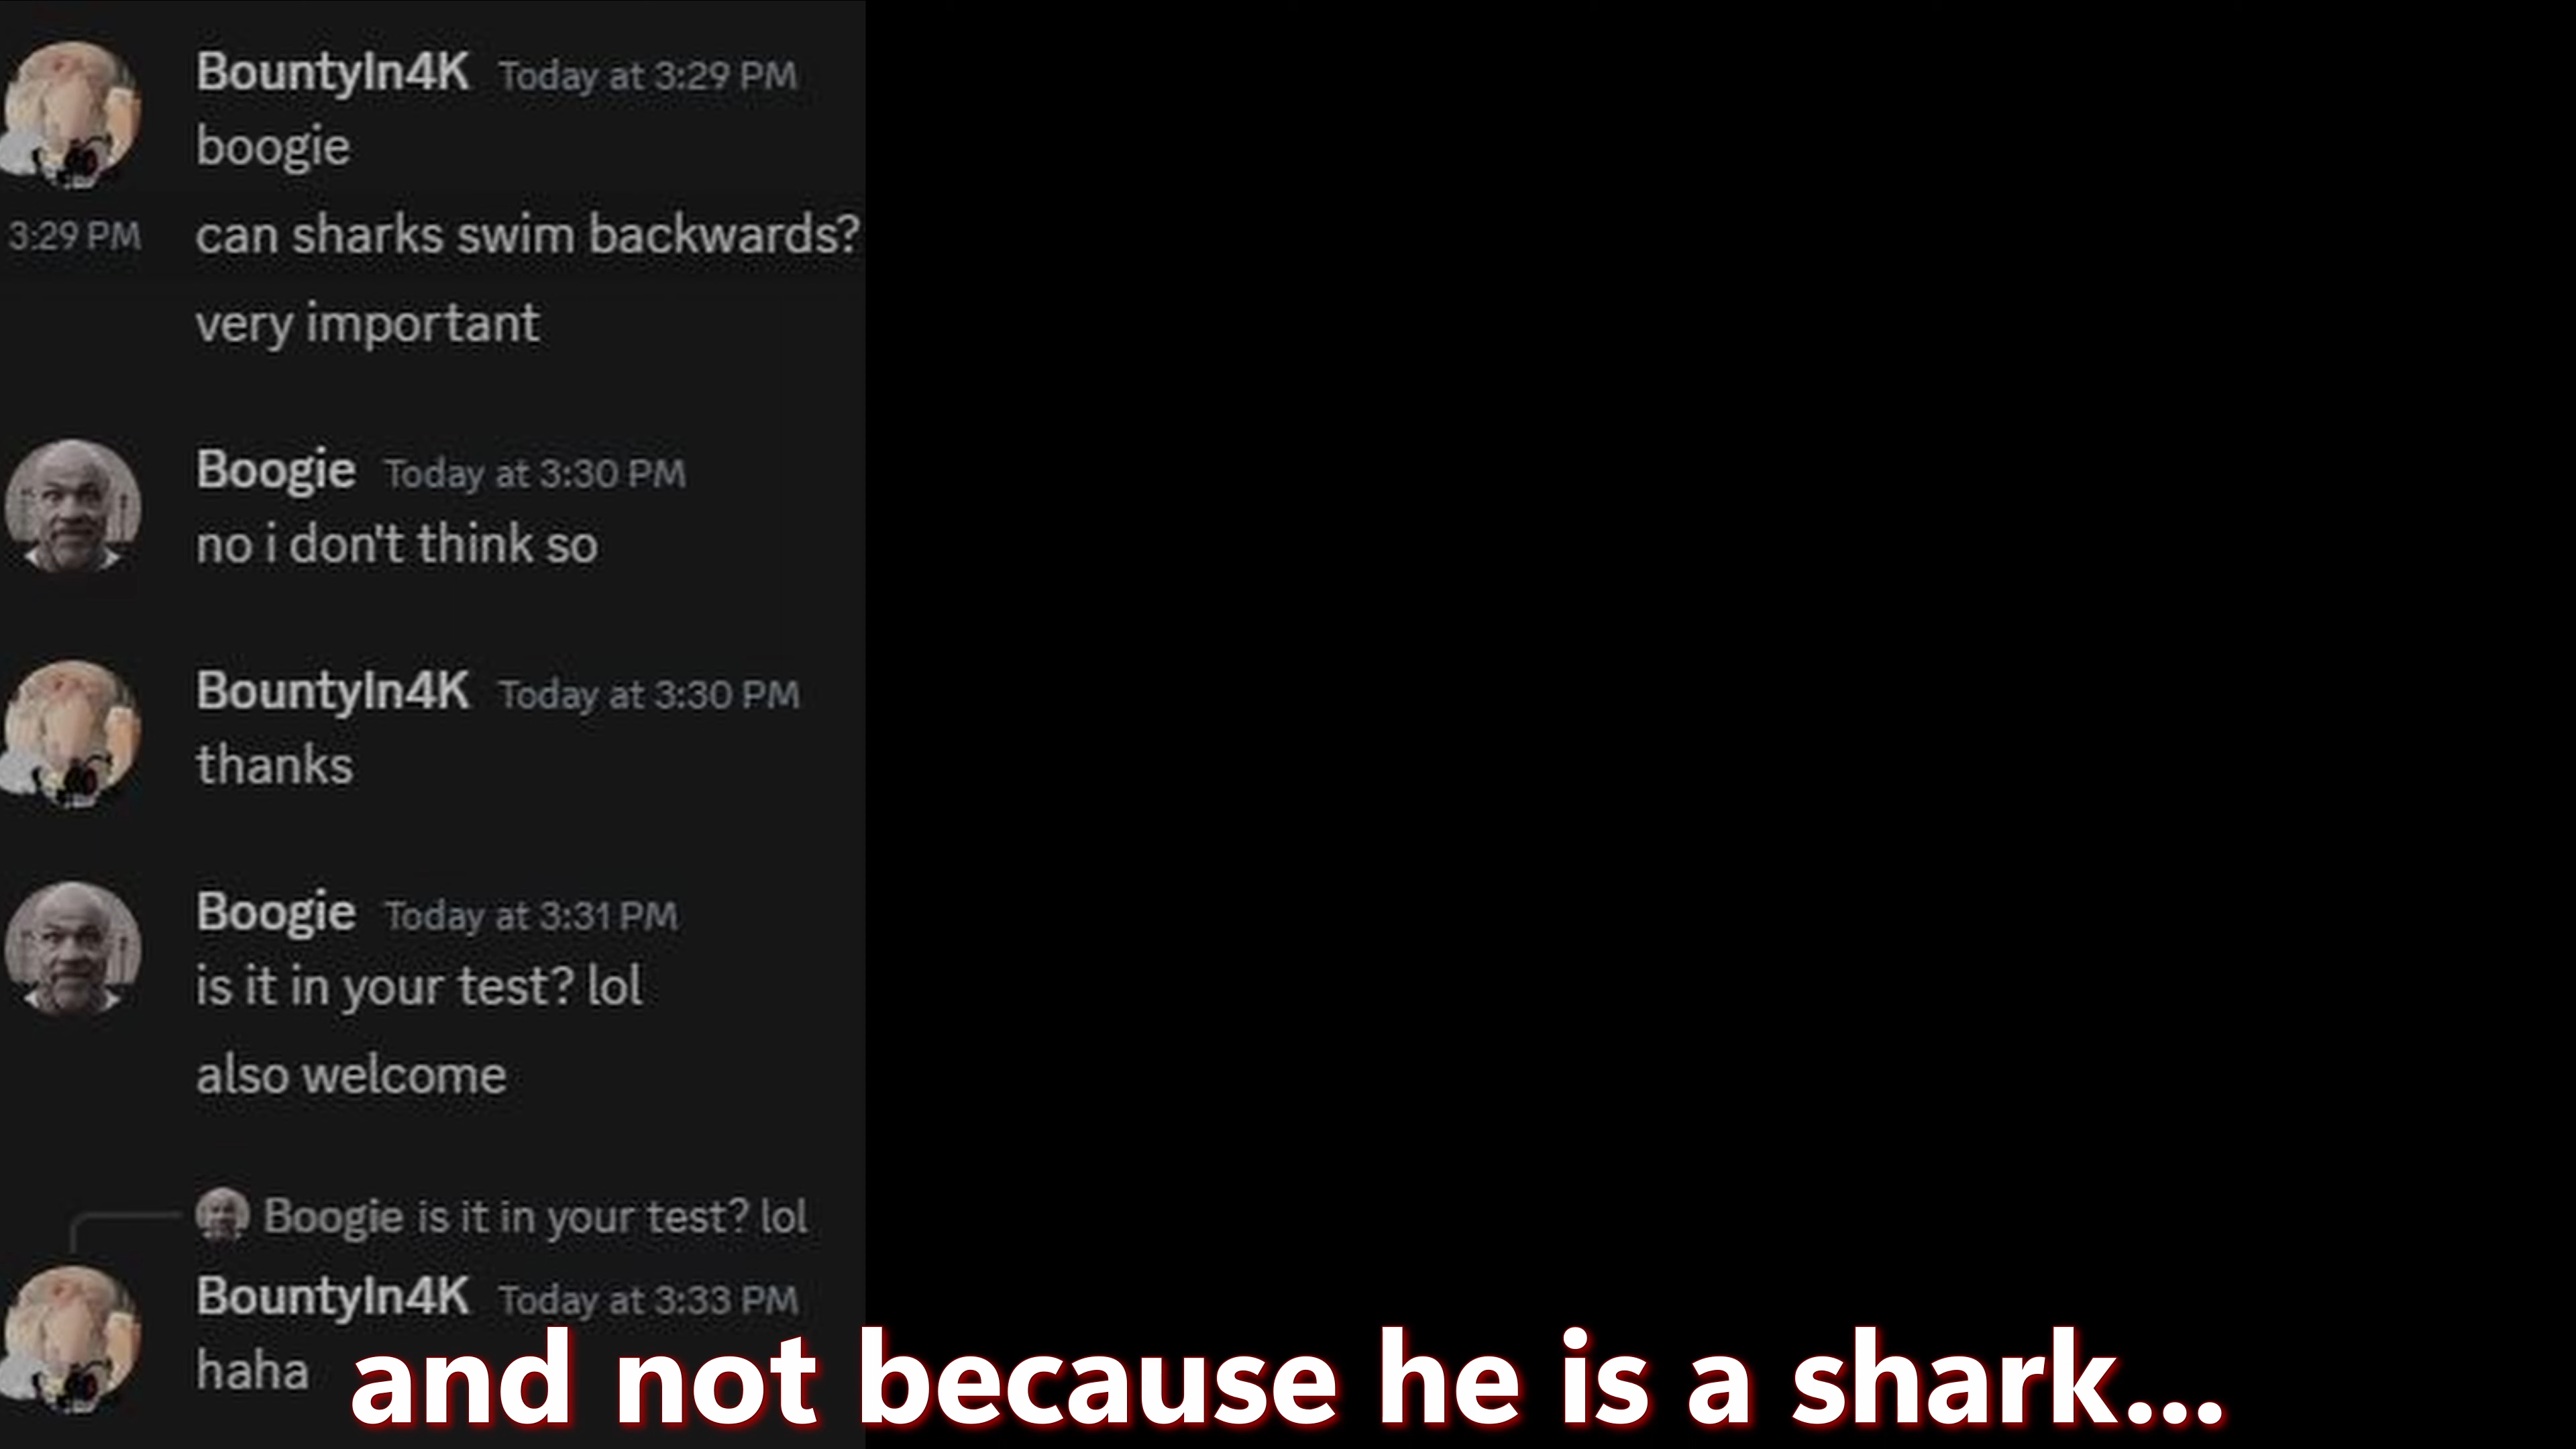 BountyIn4K Today at 3:29 PM
boogie
3:29 PM can sharks swim backwards?
very important
Boogie Today at 3:30 PM
no i don't think so
BountyIn4K Today at 3:30 PM
thanks
Boogie Today at 3:31 PM
is it in your test? lol
also welcome
Boogie is it in your test? lol
BountyIn4K Today at 3:33 PM
haha
and not because he is a shark...